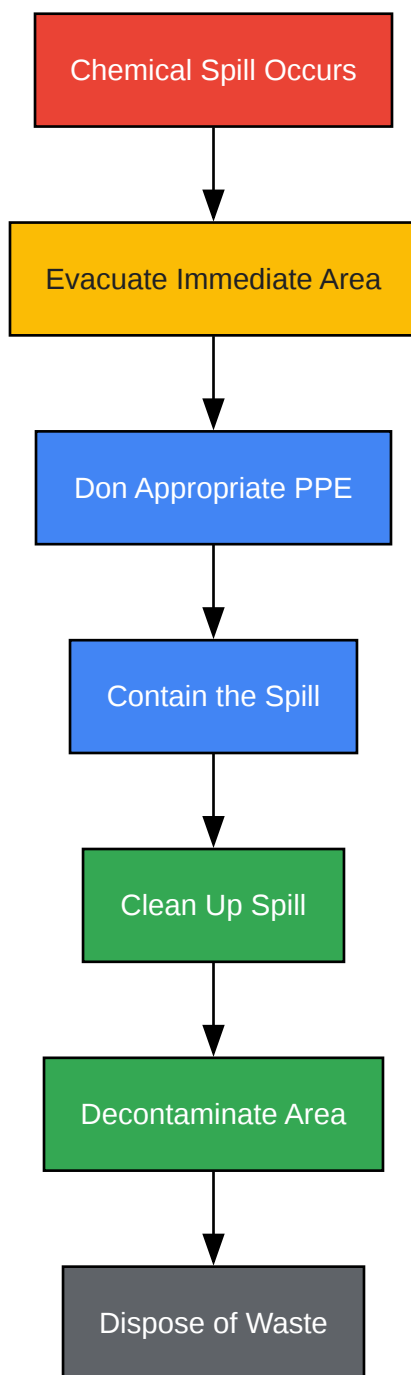 Chemical Spill Occurs
Evacuate Immediate Area
Don Appropriate PPE
Contain the Spill
Clean Up Spill
Decontaminate Area
Dispose of Waste